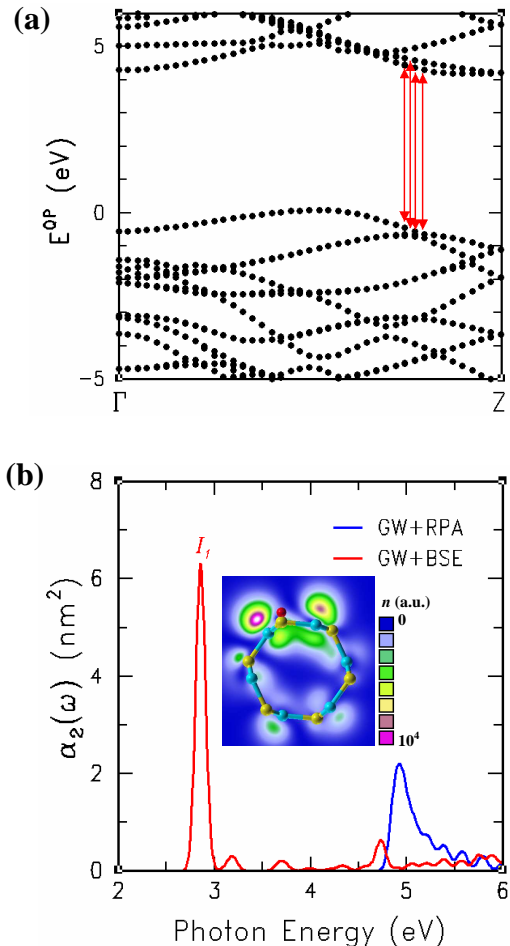 (a)
5
0
−5
E^QP (eV)
Γ
Z
(b)
8
6
4
2
0
α₂(ω) (nm²)
I₁
GW+RPA
GW+BSE
n (a.u.)
0
10⁴
2
3
4
5
6
Photon Energy (eV)